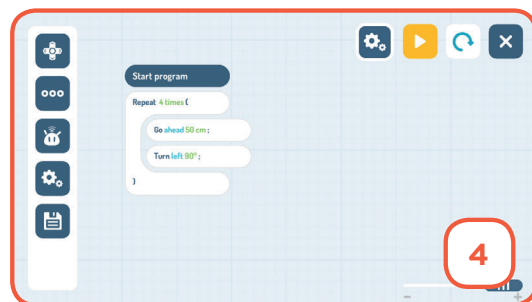 Start program
Repeat 4 times {
Go ahead 50 cm ;
Turn left 90° ;
}
4